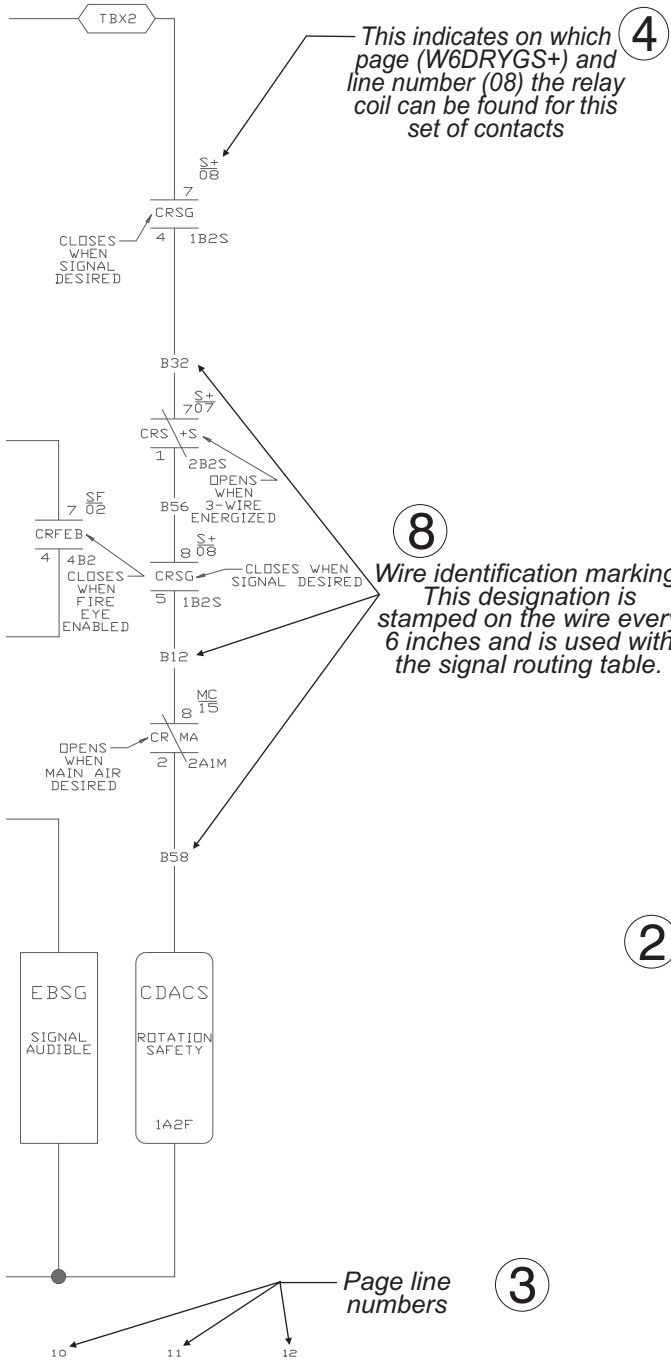 TBX2
This indicates on which
page (W6DRYGS+) and
line number (08) the relay
coil can be found for this
set of contacts
4
S+
08
7
CRSG
4 1B2S
CLOSES
WHEN
SIGNAL
DESIRED
B32
S+
07
7
CRS +S
1 2B2S
OPENS
WHEN
3-WIRE
ENERGIZED
B56
SF
02
7
CRFEB
4 4B2
CLOSES
WHEN
FIRE
EYE
ENABLED
S+
08
8
CRSG
5 1B2S
CLOSES WHEN
SIGNAL DESIRED
8
Wire identification marking
This designation is
stamped on the wire every
6 inches and is used with
the signal routing table.
B12
MC
15
8
CR MA
2 2A1M
OPENS
WHEN
MAIN AIR
DESIRED
B58
2
EBSG
SIGNAL
AUDIBLE
CDACS
ROTATION
SAFETY
1A2F
Page line
numbers
3
10 11 12